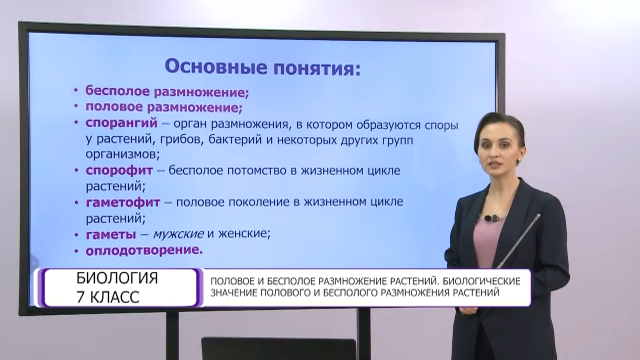 Основные понятия:
• бесполое размножение;
• половое размножение;
• спорангий – орган размножения, в котором образуются споры
у растений, грибов, бактерий и некоторых других групп
организмов;
• спорофит – бесполое потомство в жизненном цикле
растений;
• гаметофит – половое поколение в жизненном цикле
растений;
• гаметы – мужские и женские;
• оплодотворение.
БИОЛОГИЯ
7 КЛАСС
ПОЛОВОЕ И БЕСПОЛОЕ РАЗМНОЖЕНИЕ РАСТЕНИЙ. БИОЛОГИЧЕСКИЕ
ЗНАЧЕНИЕ ПОЛОВОГО И БЕСПОЛОГО РАЗМНОЖЕНИЯ РАСТЕНИЙ